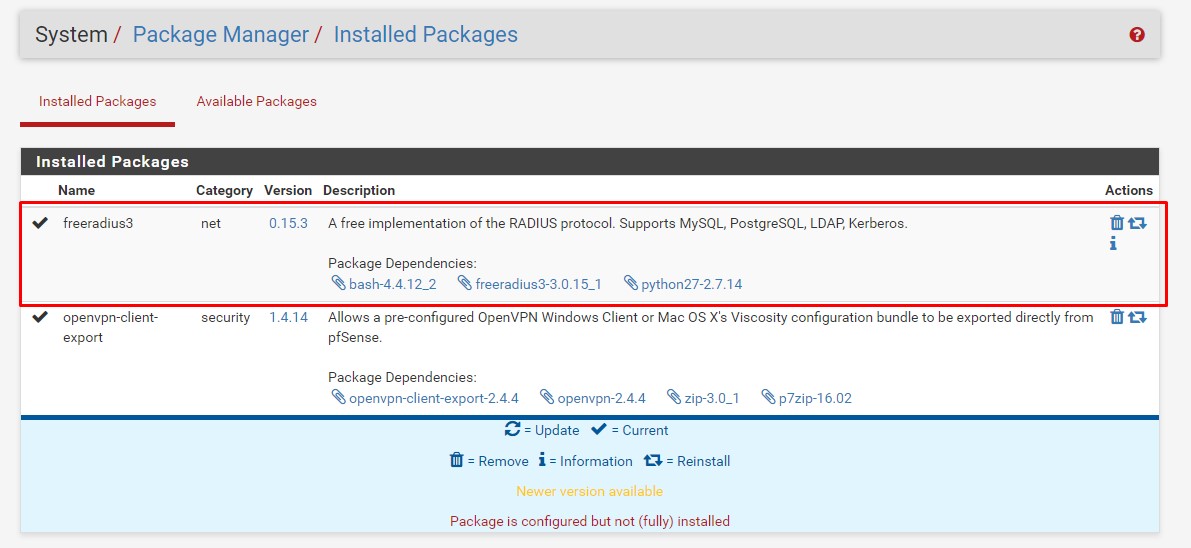 System / Package Manager / Installed Packages
Installed Packages Available Packages
Installed Packages
Name Category Version Description Actions
freeradius3 net 0.15.3 A free implementation of the RADIUS protocol. Supports MySQL, PostgreSQL, LDAP, Kerberos.
Package Dependencies:
bash-4.4.12_2 freeradius3-3.0.15_1 python27-2.7.14
openvpn-client- security 1.4.14 Allows a pre-configured OpenVPN Windows Client or Mac OS X's Viscosity configuration bundle to be exported directly from
export pfSense.
Package Dependencies:
openvpn-client-export-2.4.4 openvpn-2.4.4 zip-3.0_1 p7zip-16.02
= Update = Current
= Remove = Information = Reinstall
Newer version available
Package is configured but not (fully) installed